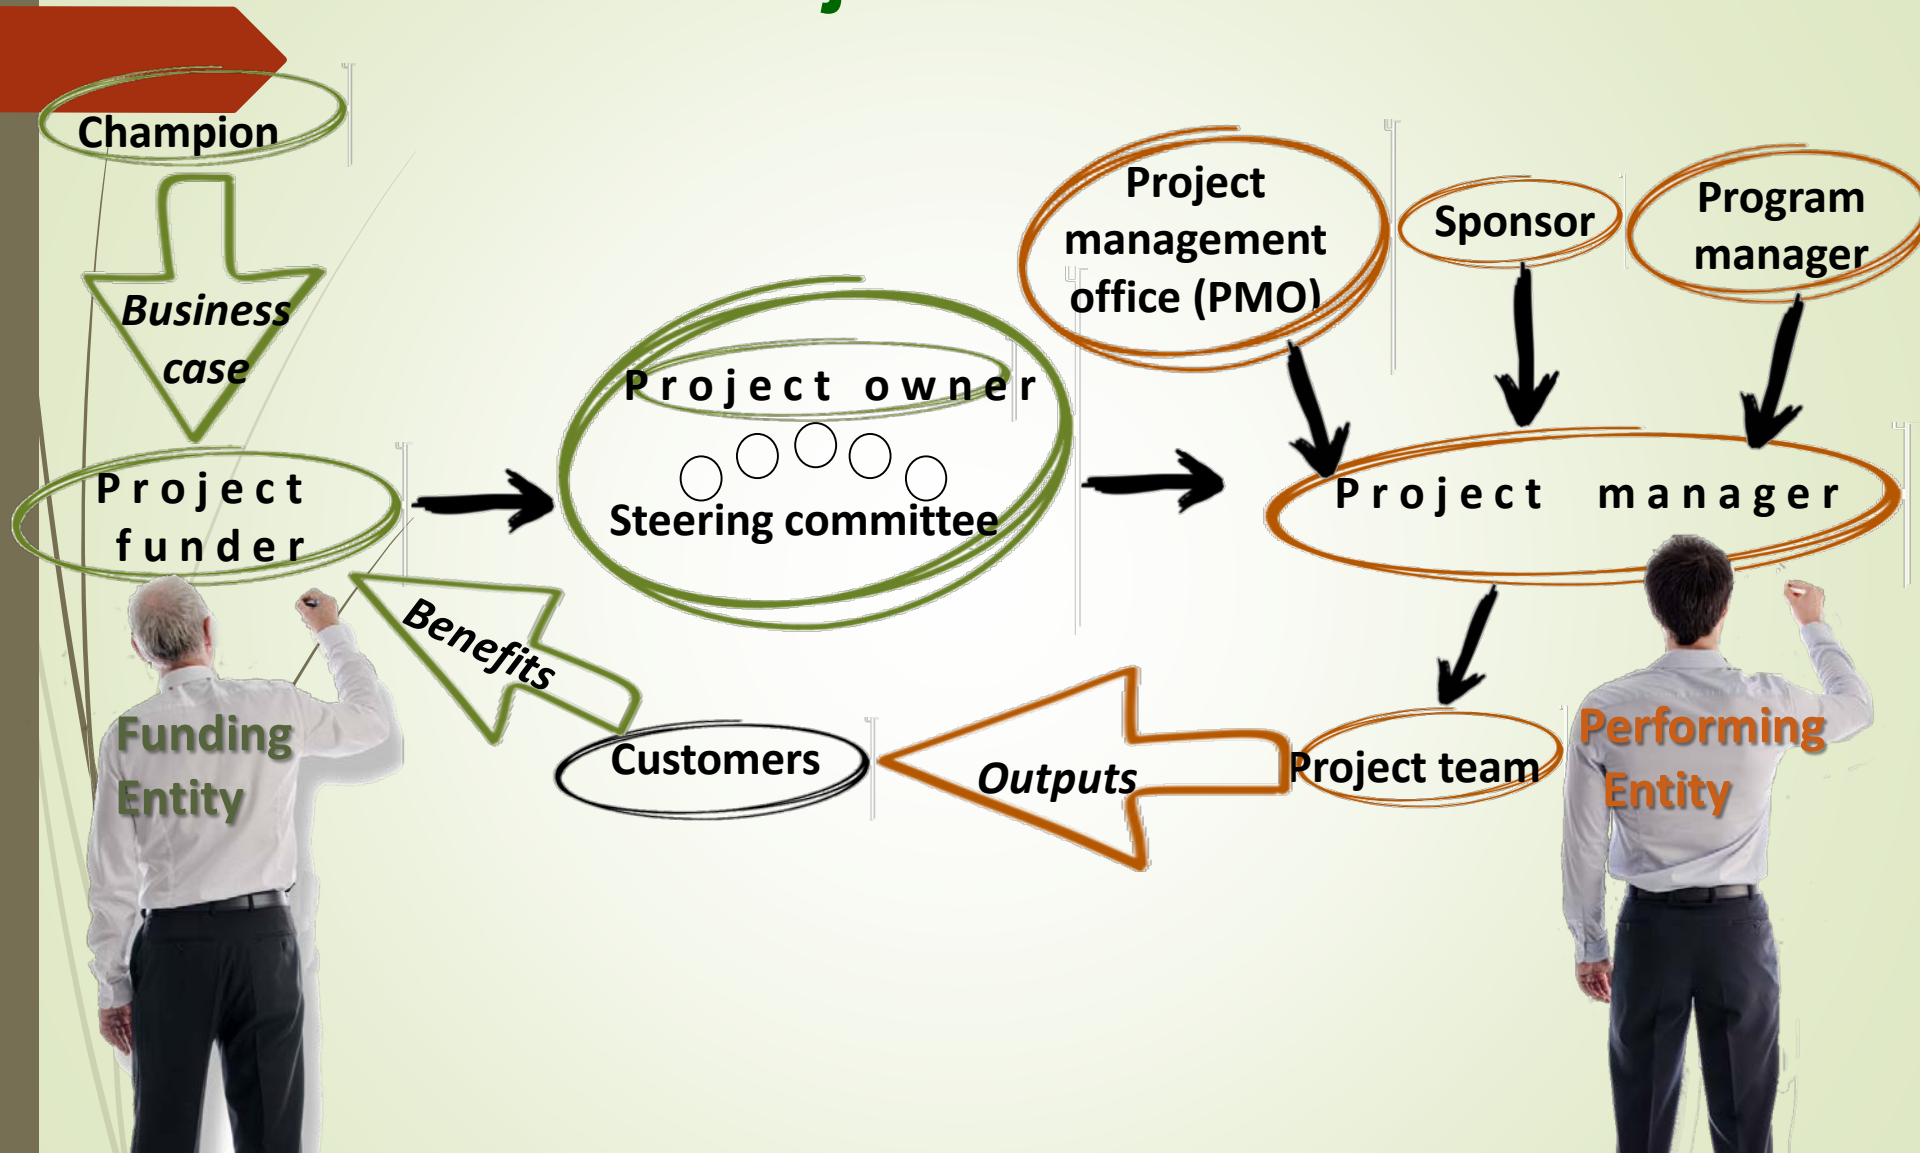 Champion
Business
case
Project
funder
Project owner
Steering committee
Project
management
office (PMO)
Sponsor
Program
manager
Project manager
Benefits
Customers
Outputs
Project team
Funding
Entity
Performing
Entity